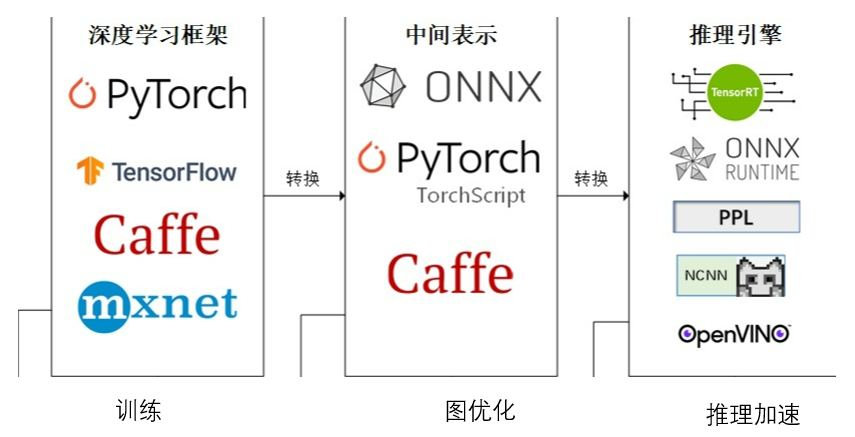 深度学习框架
PyTorch
TensorFlow
Caffe
mxnet
转换
中间表示
ONNX
PyTorch
TorchScript
Caffe
转换
推理引擎
TensorRT
ONNX
RUNTIME
PPL
NCNN
OpenVINO
训练
图优化
推理加速